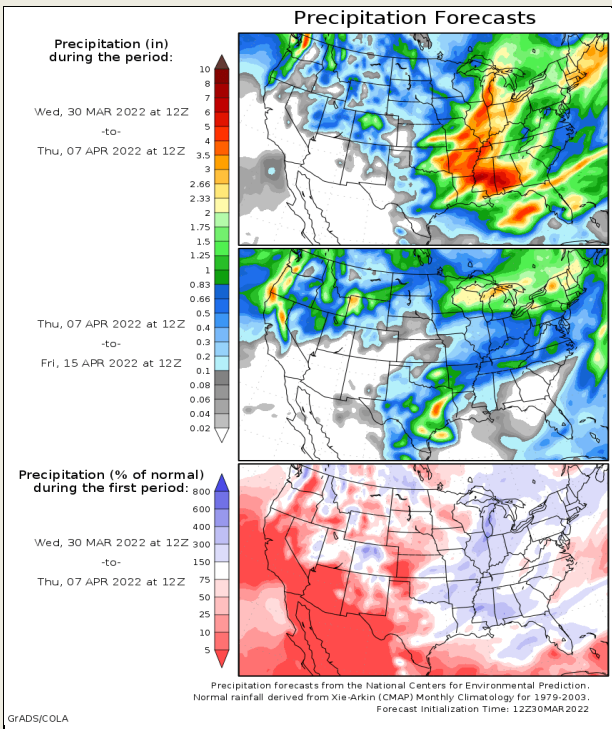 Precipitation Forecasts
Precipitation (in)
during the period:
Wed, 30 MAR 2022 at 12Z
-to-
Thu, 07 APR 2022 at 12Z
10
8
7
6
5
4
3.5
3
2.66
2.33
2
1.75
1.5
1.25
1
0.83
0.66
0.5
0.4
0.3
0.2
0.1
0.08
0.06
0.04
0.02
Thu, 07 APR 2022 at 12Z
-to-
Fri, 15 APR 2022 at 12Z
Precipitation (% of normal)
during the first period:
Wed, 30 MAR 2022 at 12Z
-to-
Thu, 07 APR 2022 at 12Z
800
600
400
300
150
75
50
25
10
5
Precipitation forecasts from the National Centers for Environmental Prediction.
Normal rainfall derived from Xie-Arkin (CMAP) Monthly Climatology for 1979-2003.
Forecast Initialization Time: 12Z30MAR2022
GrADS/COLA